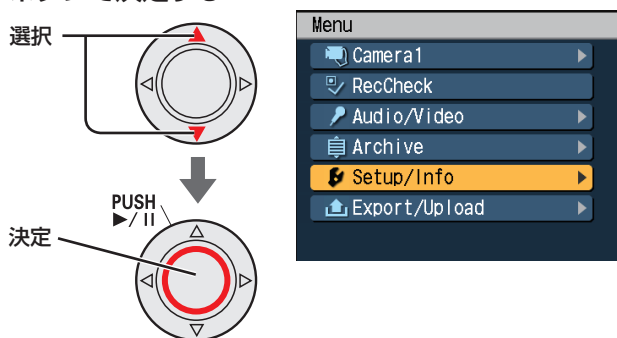 選択
PUSH
►/II
決定
Menu
Camera1
RecCheck
Audio/Video
Archive
Setup/Info
Export/Upload